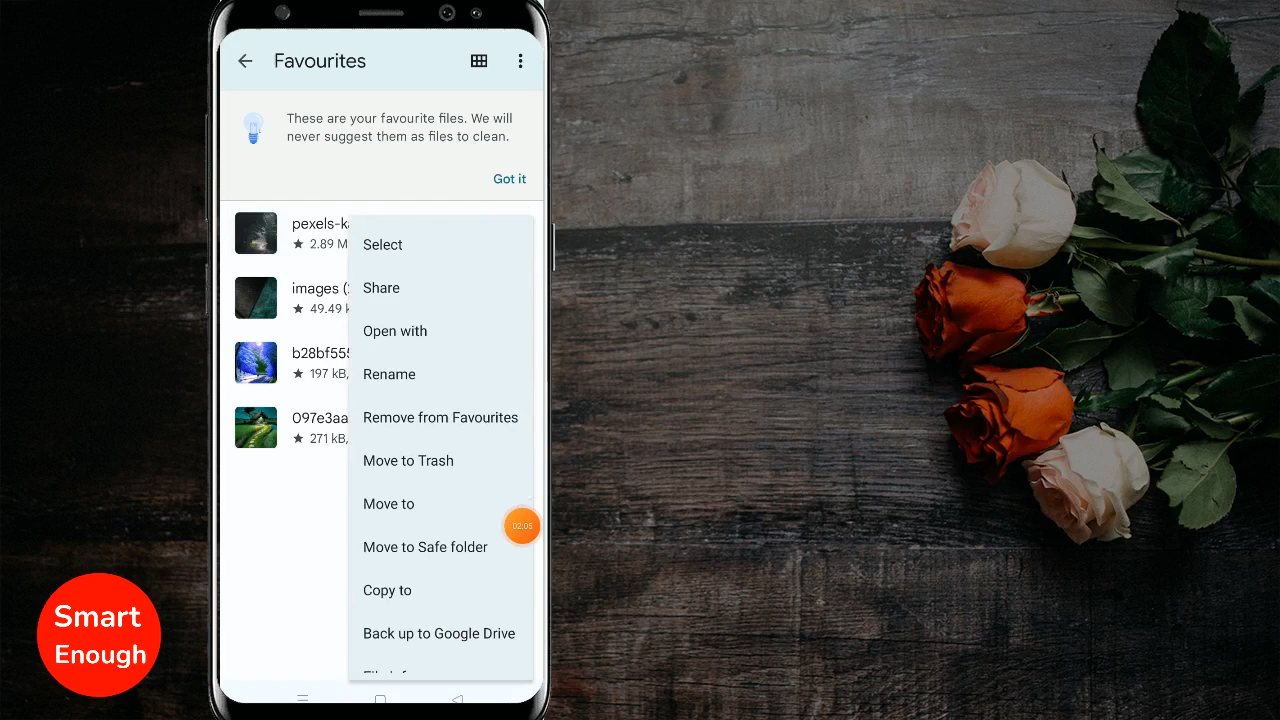 Favourites
These are your favourite files. We will
never suggest them as files to clean.
Got it
pexels-k
2.89 M
images (
49.49
b28bf55
197 kB,
097e3aa
271 kB,
Select
Share
Open with
Rename
Remove from Favourites
Move to Trash
Move to
02:05
Move to Safe folder
Copy to
Back up to Google Drive
Smart
Enough